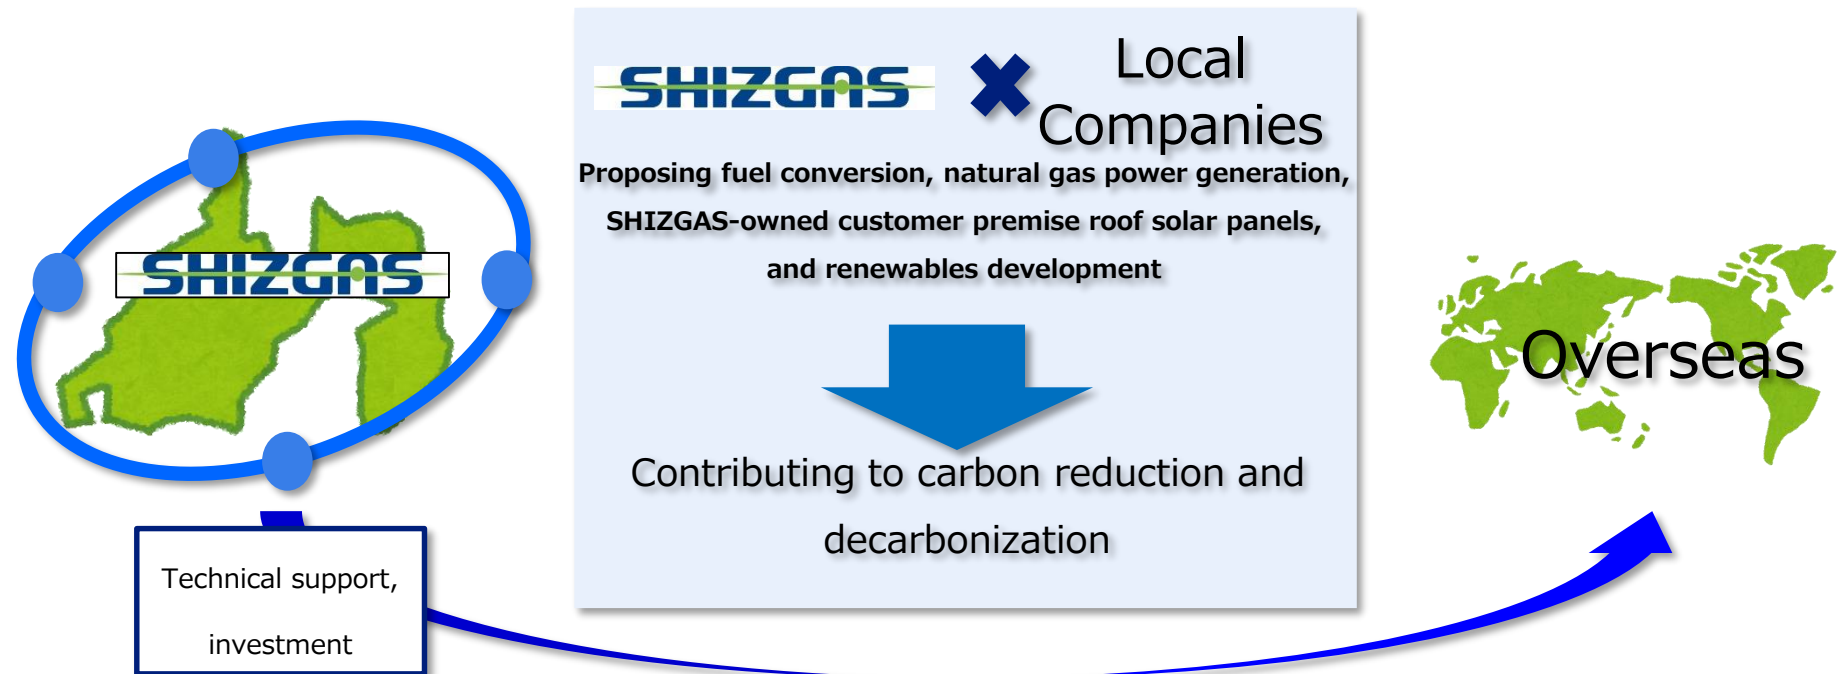 SHIZGAS
Technical support,
investment
SHIZGAS
Local
Companies
Proposing fuel conversion, natural gas power generation,
SHIZGAS-owned customer premise roof solar panels,
and renewables development
Contributing to carbon reduction and
decarbonization
Overseas